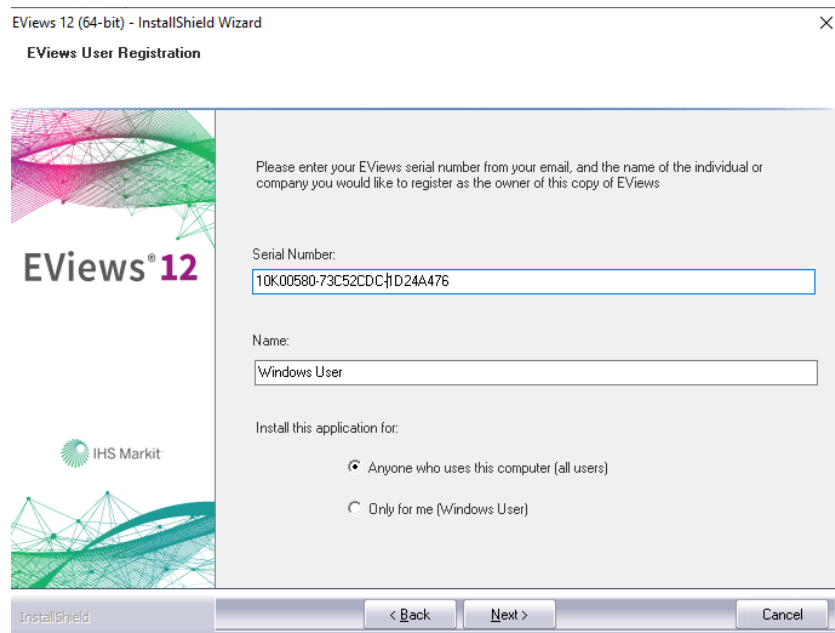 EViews 12 (64-bit) - InstallShield Wizard
EViews User Registration
Please enter your EViews serial number from your email, and the name of the individual or
company you would like to register as the owner of this copy of EViews
EViews® 12
Serial Number:
10K00580-73C52CDC-1D24A476
Name:
Windows User
Install this application for:
IHS Markit
Anyone who uses this computer (all users)
Only for me (Windows User)
InstallShield
< Back
Next >
Cancel